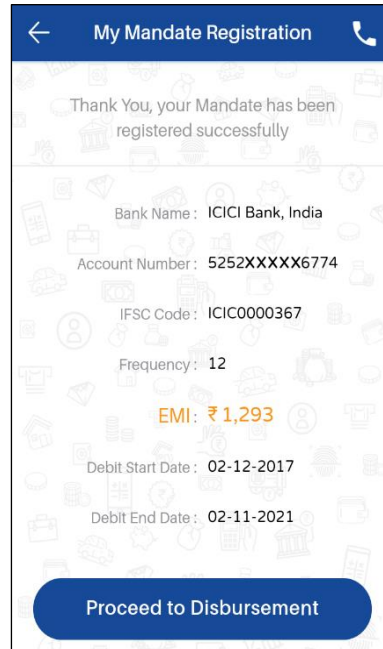 My Mandate Registration
Thank You, your Mandate has been
registered successfully
Bank Name : ICICI Bank, India
Account Number : 5252XXXXX6774
IFSC Code : ICIC0000367
Frequency : 12
EMI : ₹ 1,293
Debit Start Date : 02-12-2017
Debit End Date : 02-11-2021
Proceed to Disbursement